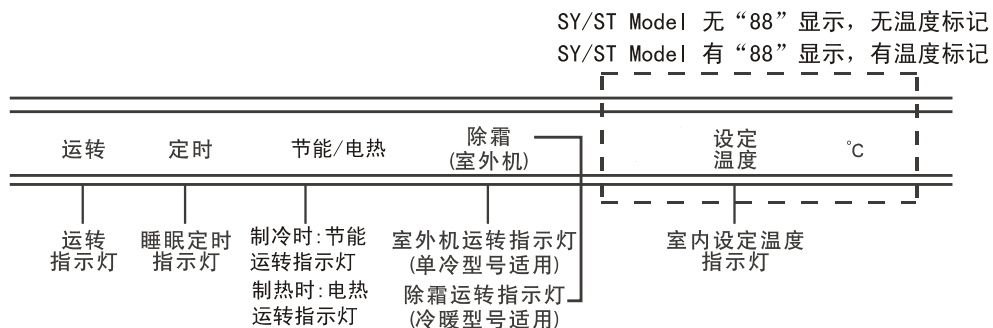 SY/ST Model 无“88”显示，无温度标记
SY/ST Model 有“88”显示，有温度标记
运转
定时
节能/电热
除霜
(室外机)
设定
温度
℃
运转
指示灯
睡眠定时
指示灯
制冷时:节能
运转指示灯
制热时:电热
运转指示灯
室外机运转指示灯
(单冷型号适用)
除霜运转指示灯
(冷暖型号适用)
室内设定温度
指示灯